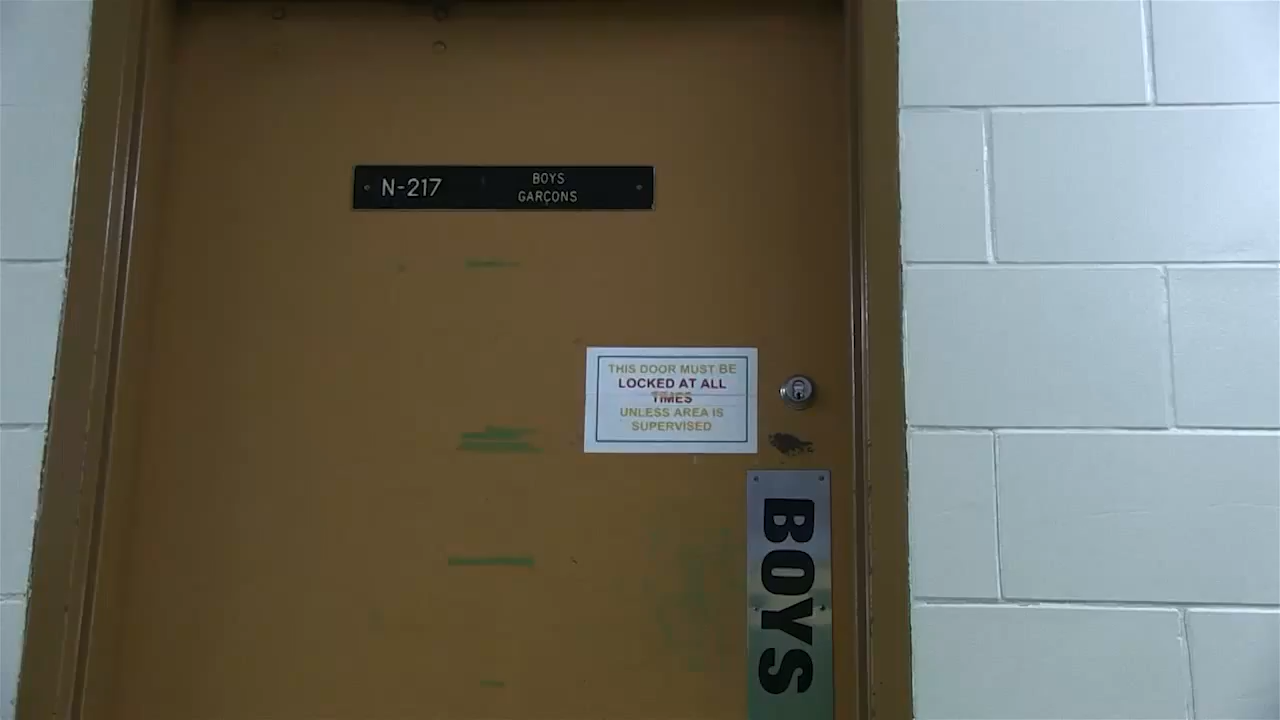 N-217
BOYS
GARÇONS
THIS DOOR MUST BE
LOCKED AT ALL
TIMES
UNLESS AREA IS
SUPERVISED
BOYS